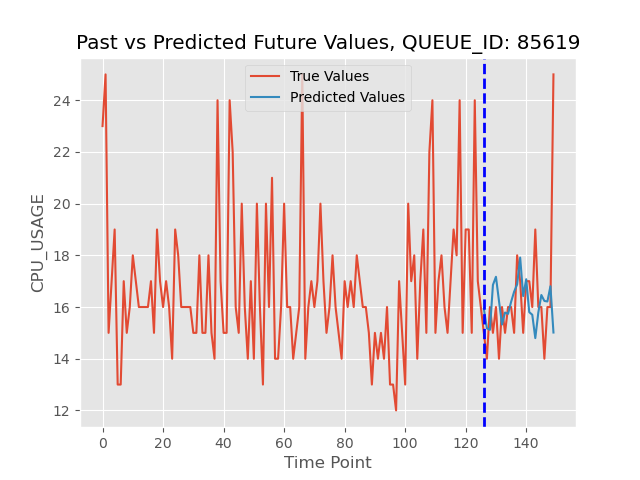 Past vs Predicted Future Values, QUEUE_ID: 85619
True Values
Predicted Values
CPU_USAGE
24
22
20
18
16
14
12
0 20 40 60 80 100 120 140
Time Point